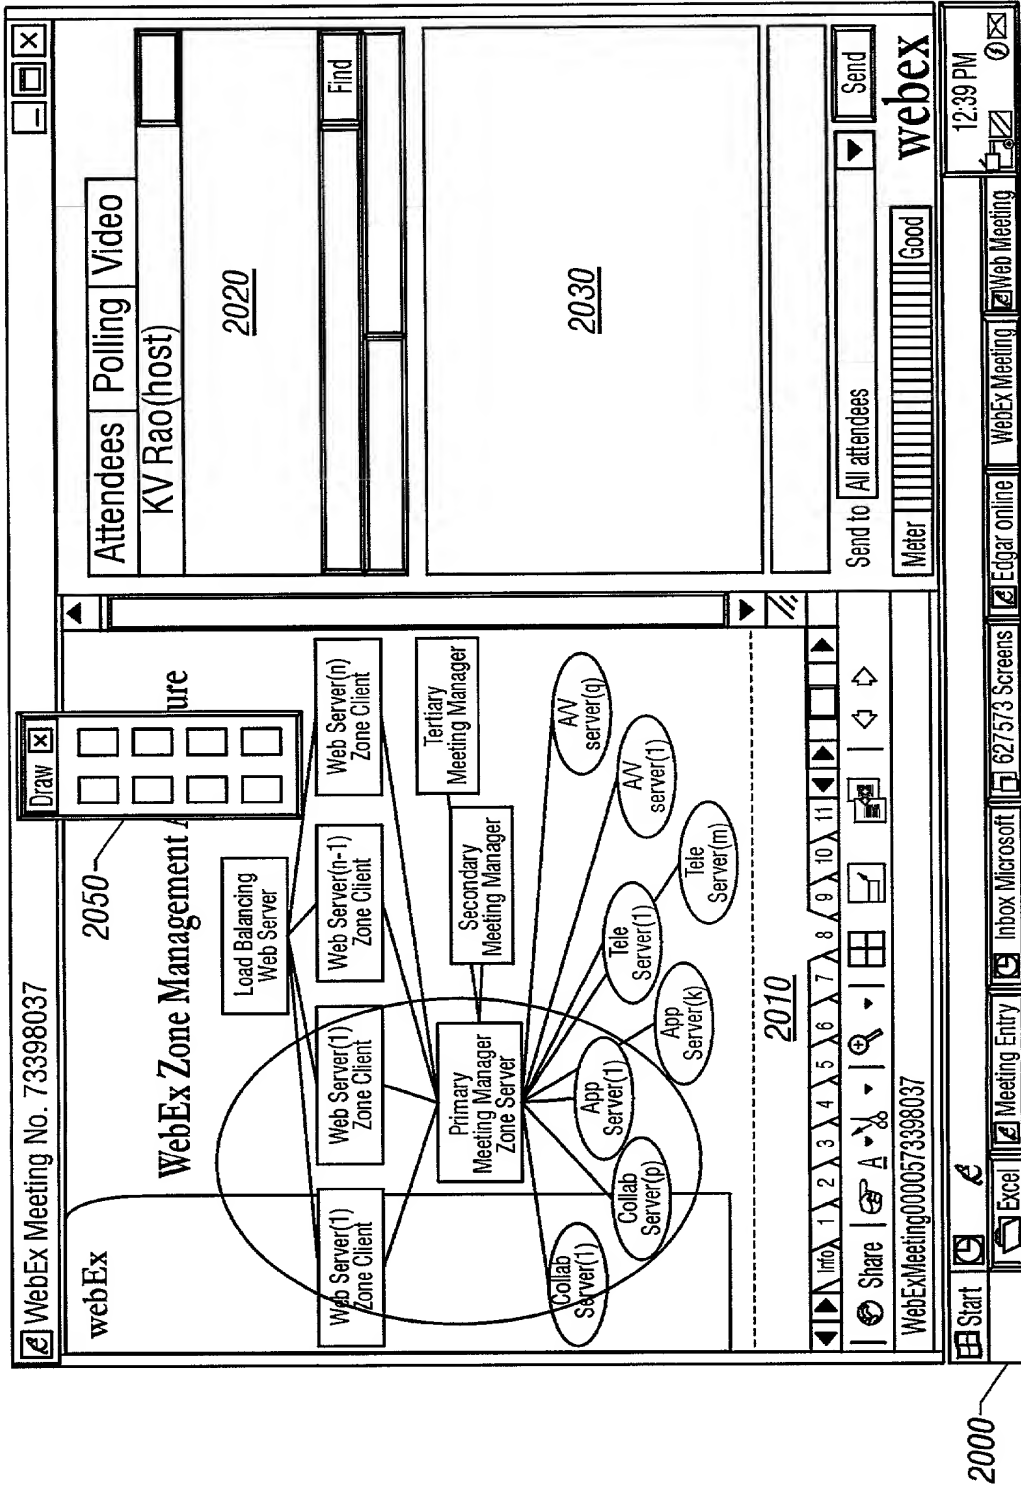 WebEx Meeting No. 73398037
webEx
WebEx Zone Management A
ure
2050
Draw
Load Balancing
Web Server
Web Server(1)
Zone Client
Web Server(1)
Zone Client
Web Server(n-1)
Zone Client
Web Server(n)
Zone Client
Primary
Meeting Manager
Zone Server
Secondary
Meeting Manager
Tertiary
Meeting Manager
Collab
Server(1)
Collab
Server(p)
App
Server(1)
App
Server(k)
Tele
Server(1)
Tele
Server(m)
A/V
server(1)
A/V
server(q)
2010
Info 1 2 3 4 5 6 7 8 9 10 11
Share A
WebExMeeting0000573398037
Attendees Polling Video
KV Rao(host)
2020
Find
2030
Send to All attendees Send
Meter Good
webex
Start
12:39 PM
Excel Meeting Entry Inbox Microsoft 627573 Screens Edgar online WebEx Meeting Web Meeting
2000